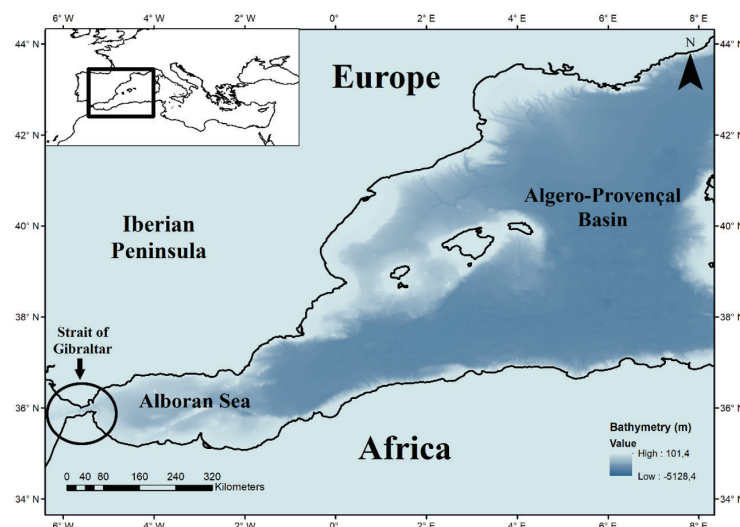 6° W 4° W 2° W 0° 2° E 4° E 6° E 8° E
44° N
44° N
N
Europe
42° N
42° N
Algero-Provençal
Basin
Iberian
Peninsula
40° N
40° N
38° N
38° N
Strait of
Gibraltar
Alboran Sea
36° N
36° N
Africa
Bathymetry (m)
Value
High : 101,4
Low : -5128,4
0 40 80 160 240 320
Kilometers
34° N
34° N
6° W 4° W 2° W 0° 2° E 4° E 6° E 8° E